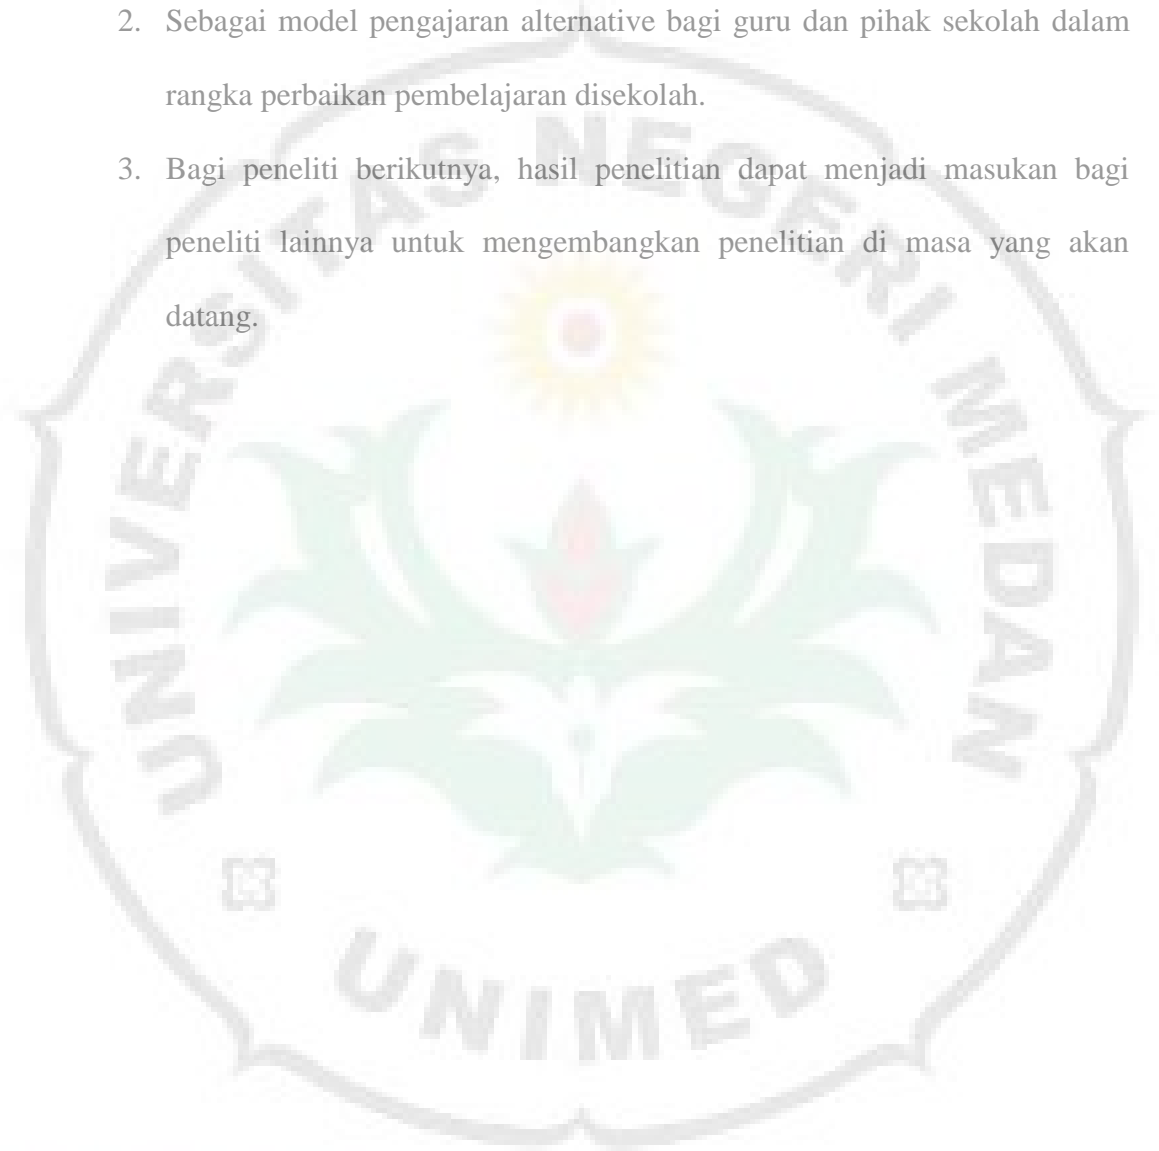 2. Sebagai model pengajaran alternative bagi guru dan pihak sekolah dalam
rangka perbaikan pembelajaran disekolah.
3. Bagi peneliti berikutnya, hasil penelitian dapat menjadi masukan bagi
peneliti lainnya untuk mengembangkan penelitian di masa yang akan
datang.
UNIVERSITAS NEGERI MEDAN
UNIMED